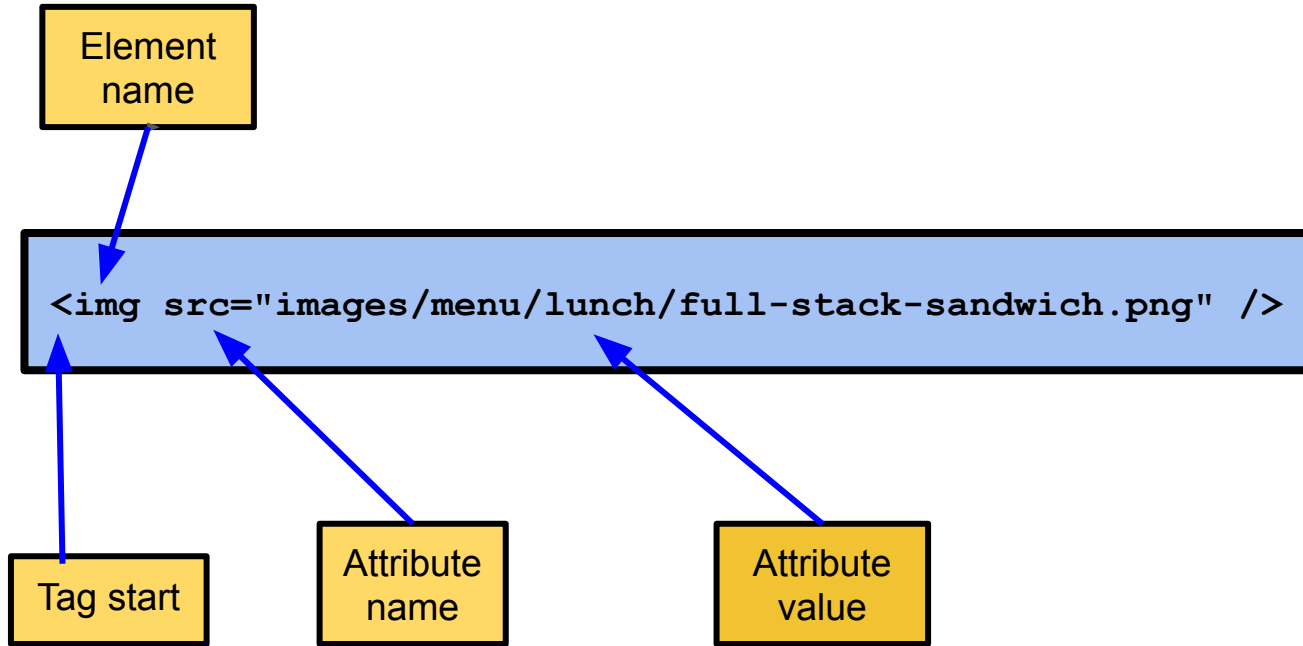 Element
name
<img src="images/menu/lunch/full-stack-sandwich.png" />
Tag start
Attribute
name
Attribute
value